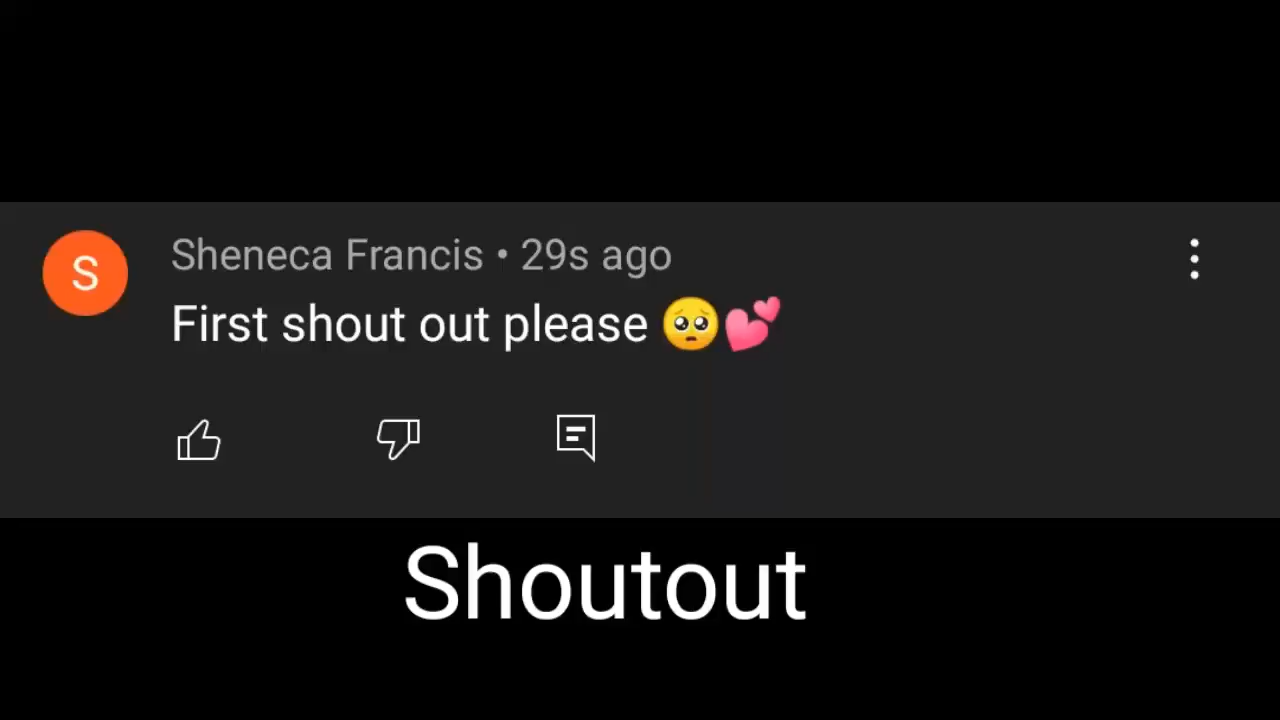 S
Sheneca Francis • 29s ago
First shout out please 🥺💕
Shoutout